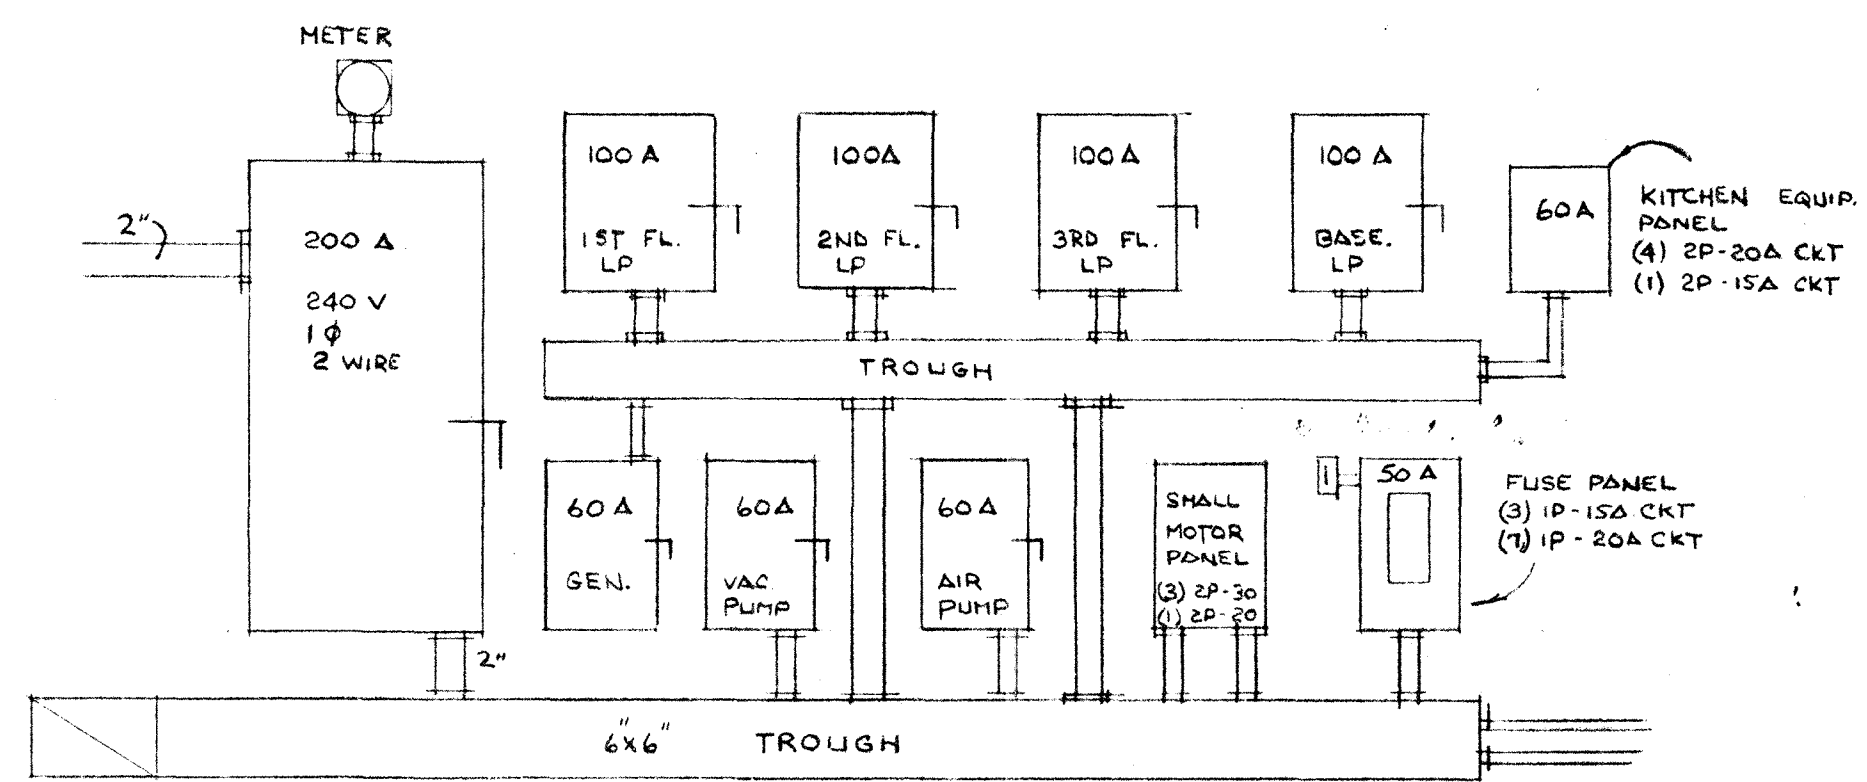 METER
2"
200 A
240 V
1 φ
2 WIRE
2"
100 A
1ST FL.
LP
100A
2ND FL.
LP
100 A
3RD FL.
LP
100 A
BASE.
LP
60A
KITCHEN EQUIP.
PANEL
(4) 2P-20A CKT
(1) 2P-15A CKT
TROUGH
60 A
GEN.
60A
VAC.
PUMP
60 A
AIR
PUMP
SMALL
MOTOR
PANEL
(3) 2P-30
(1) 2P-20
1
50 A
FUSE PANEL
(3) 1P-15A CKT
(7) 1P-20A CKT
6"x6" TROUGH